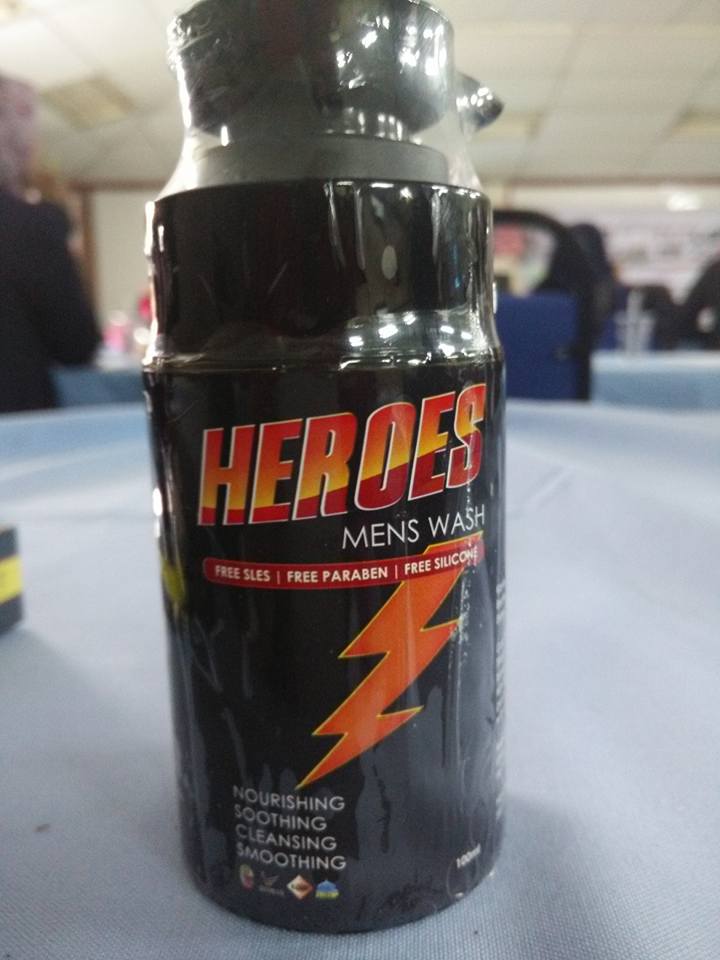 HEROES
MENS WASH
FREE SLES | FREE PARABEN | FREE SILICONE
NOURISHING
SOOTHING
CLEANSING
SMOOTHING
100ml